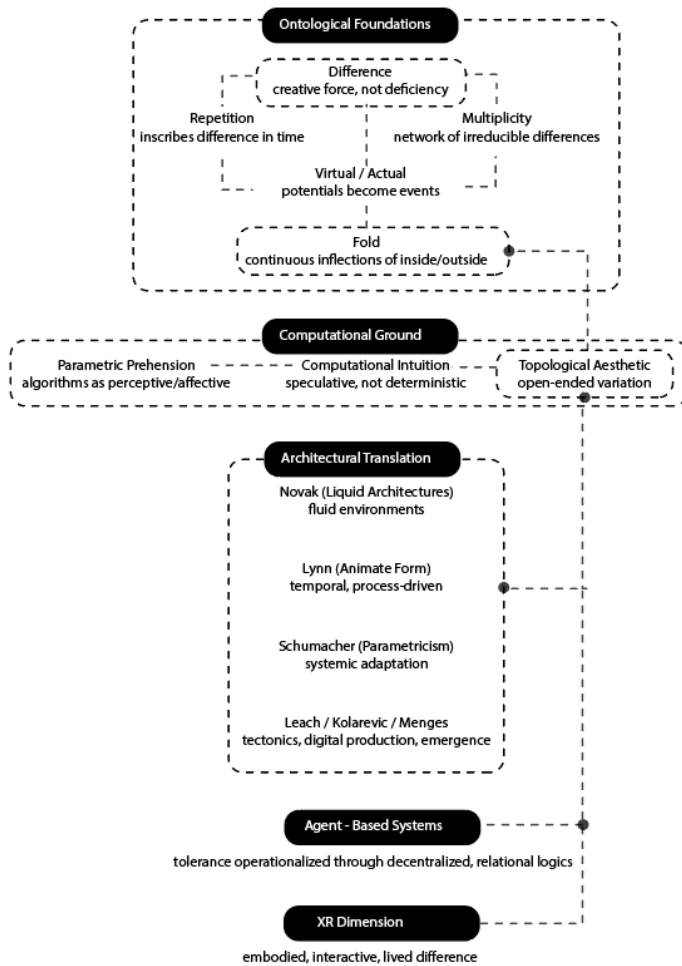 Ontological Foundations
Difference
creative force, not deficiency
Repetition
inscribes difference in time
Multiplicity
network of irreducible differences
Virtual / Actual
potentials become events
Fold
continuous inflections of inside/outside
Computational Ground
Parametric Prehension
algorithms as perceptive/affective
Computational Intuition
speculative, not deterministic
Topological Aesthetic
open-ended variation
Architectural Translation
Novak (Liquid Architectures)
fluid environments
Lynn (Animate Form)
temporal, process-driven
Schumacher (Parametricism)
systemic adaptation
Leach / Kolarevic / Menges
tectonics, digital production, emergence
Agent - Based Systems
tolerance operationalized through decentralized, relational logics
XR Dimension
embodied, interactive, lived difference